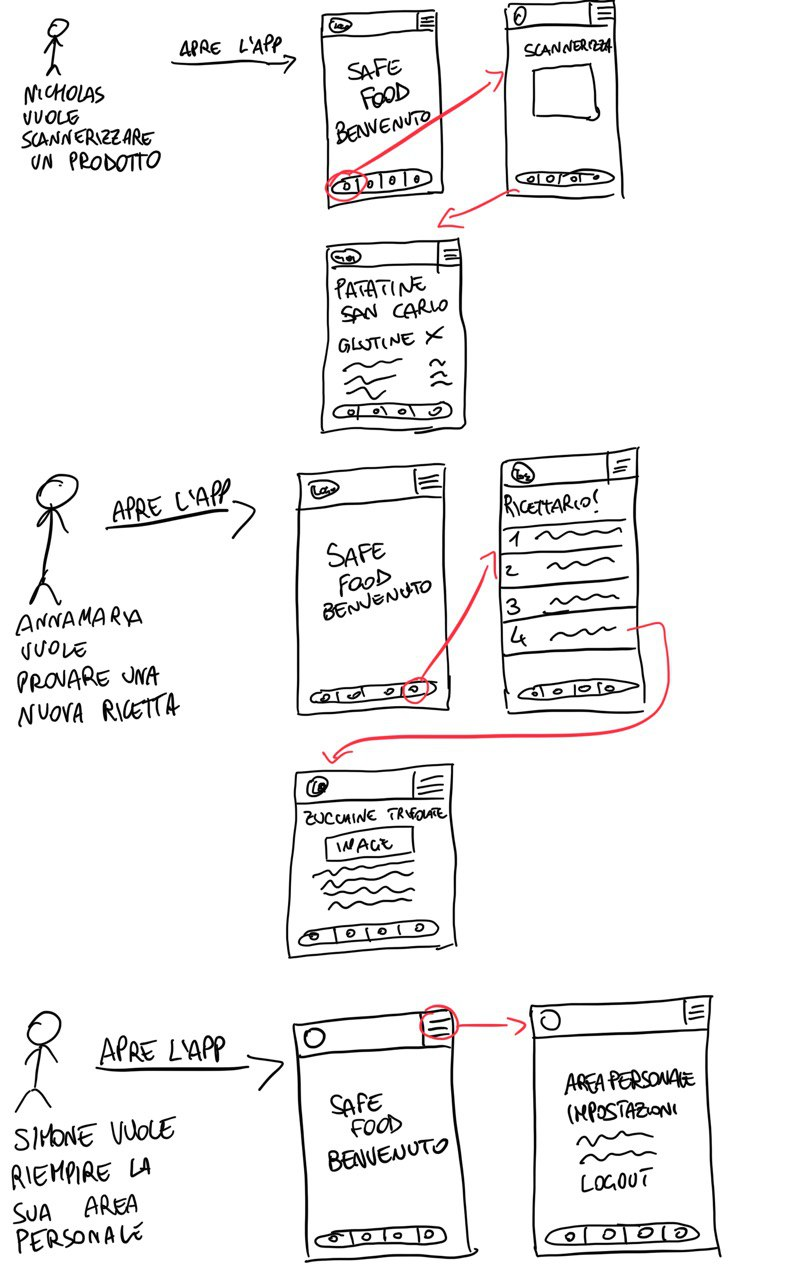 NICHOLAS
VUOLE
SCANNERIZZARE
UN PRODOTTO
APRE L'APP
SAFE
FOOD
BENVENUTO
SCANNERIZZA
PATATINE
SAN CARLO
GLUTINE X
ANNAMARIA
VUOLE
PROVARE UNA
NUOVA RICETTA
APRE L'APP
SAFE
FOOD
BENVENUTO
RICETTARIO!
1
2
3
4
ZUCCHINE TRIFOLATE
IMAGE
SIMONE VUOLE
RIEMPIRE LA
SUA AREA
PERSONALE
APRE L'APP
SAFE
FOOD
BENVENUTO
AREA PERSONALE
IMPOSTAZIONI
LOGOUT